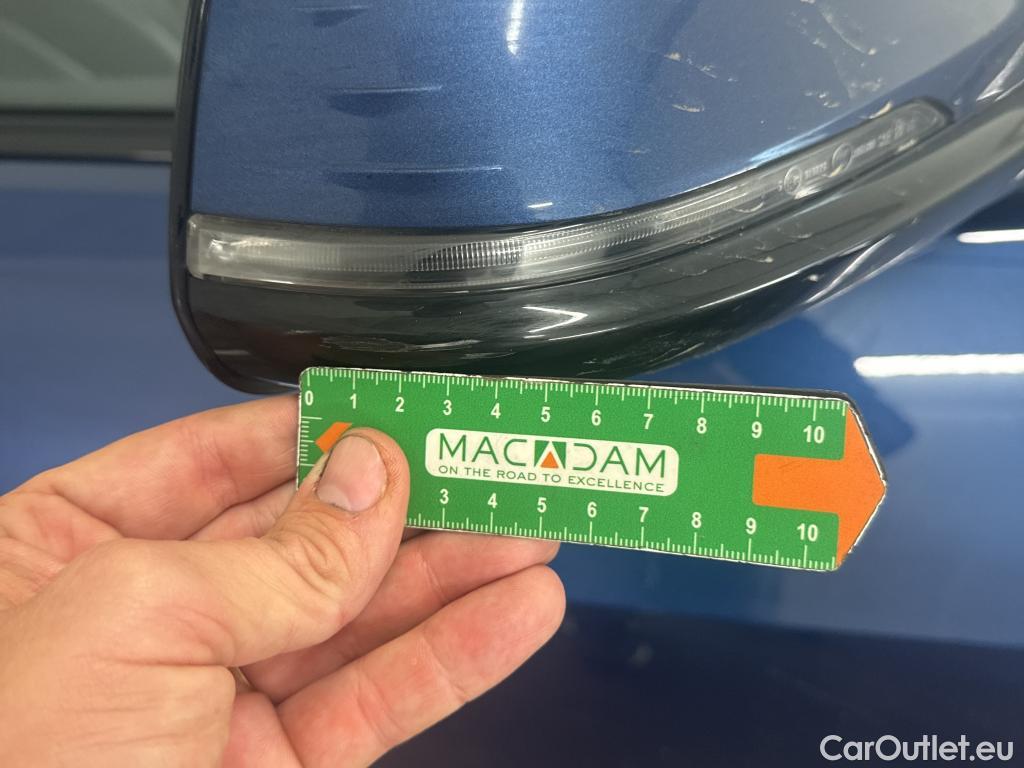 0 1 2 3 4 5 6 7 8 9 10
MACADAM
ON THE ROAD TO EXCELLENCE
3 4 5 6 7 8 9 10
CarOutlet.eu